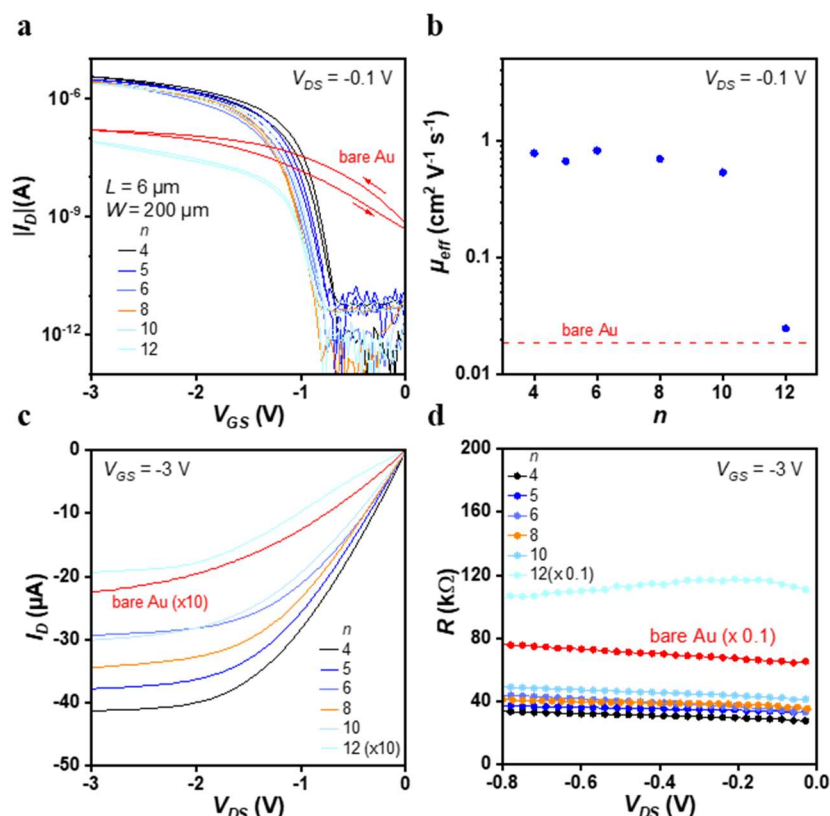 a
V_DS = -0.1 V
bare Au
L = 6 µm
W = 200 µm
n
4
5
6
8
10
12
|I_D|(A)
10⁻⁶
10⁻⁹
10⁻¹²
-3
-2
-1
0
V_GS (V)
b
V_DS = -0.1 V
µ_eff (cm² V⁻¹ s⁻¹)
1
0.1
0.01
bare Au
4
6
8
10
12
n
c
V_GS = -3 V
0
-10
-20
-30
-40
-50
I_D (µA)
bare Au (x10)
n
4
5
6
8
10
12 (x10)
-3
-2
-1
0
V_DS (V)
d
V_GS = -3 V
n
4
5
6
8
10
12(x 0.1)
bare Au (x 0.1)
R (kΩ)
200
160
120
80
40
0
-0.8
-0.6
-0.4
-0.2
0.0
V_DS (V)